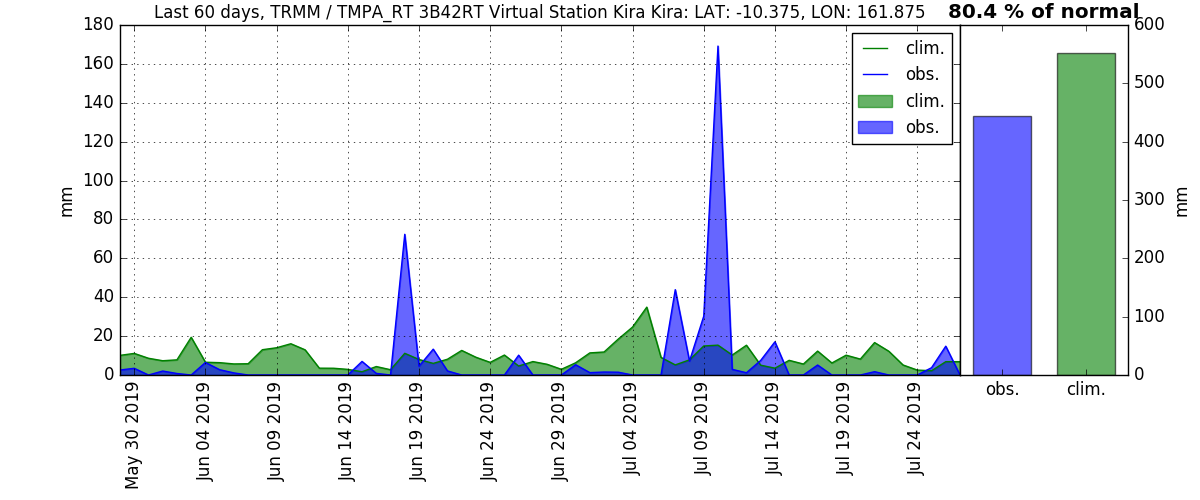 Last 60 days, TRMM / TMPA_RT 3B42RT Virtual Station Kira Kira: LAT: -10.375, LON: 161.875
80.4 % of normal
180
160
140
120
100
80
60
40
20
0
mm
clim.
obs.
clim.
obs.
May 30 2019
Jun 04 2019
Jun 09 2019
Jun 14 2019
Jun 19 2019
Jun 24 2019
Jun 29 2019
Jul 04 2019
Jul 09 2019
Jul 14 2019
Jul 19 2019
Jul 24 2019
600
500
400
300
200
100
0
mm
obs.
clim.